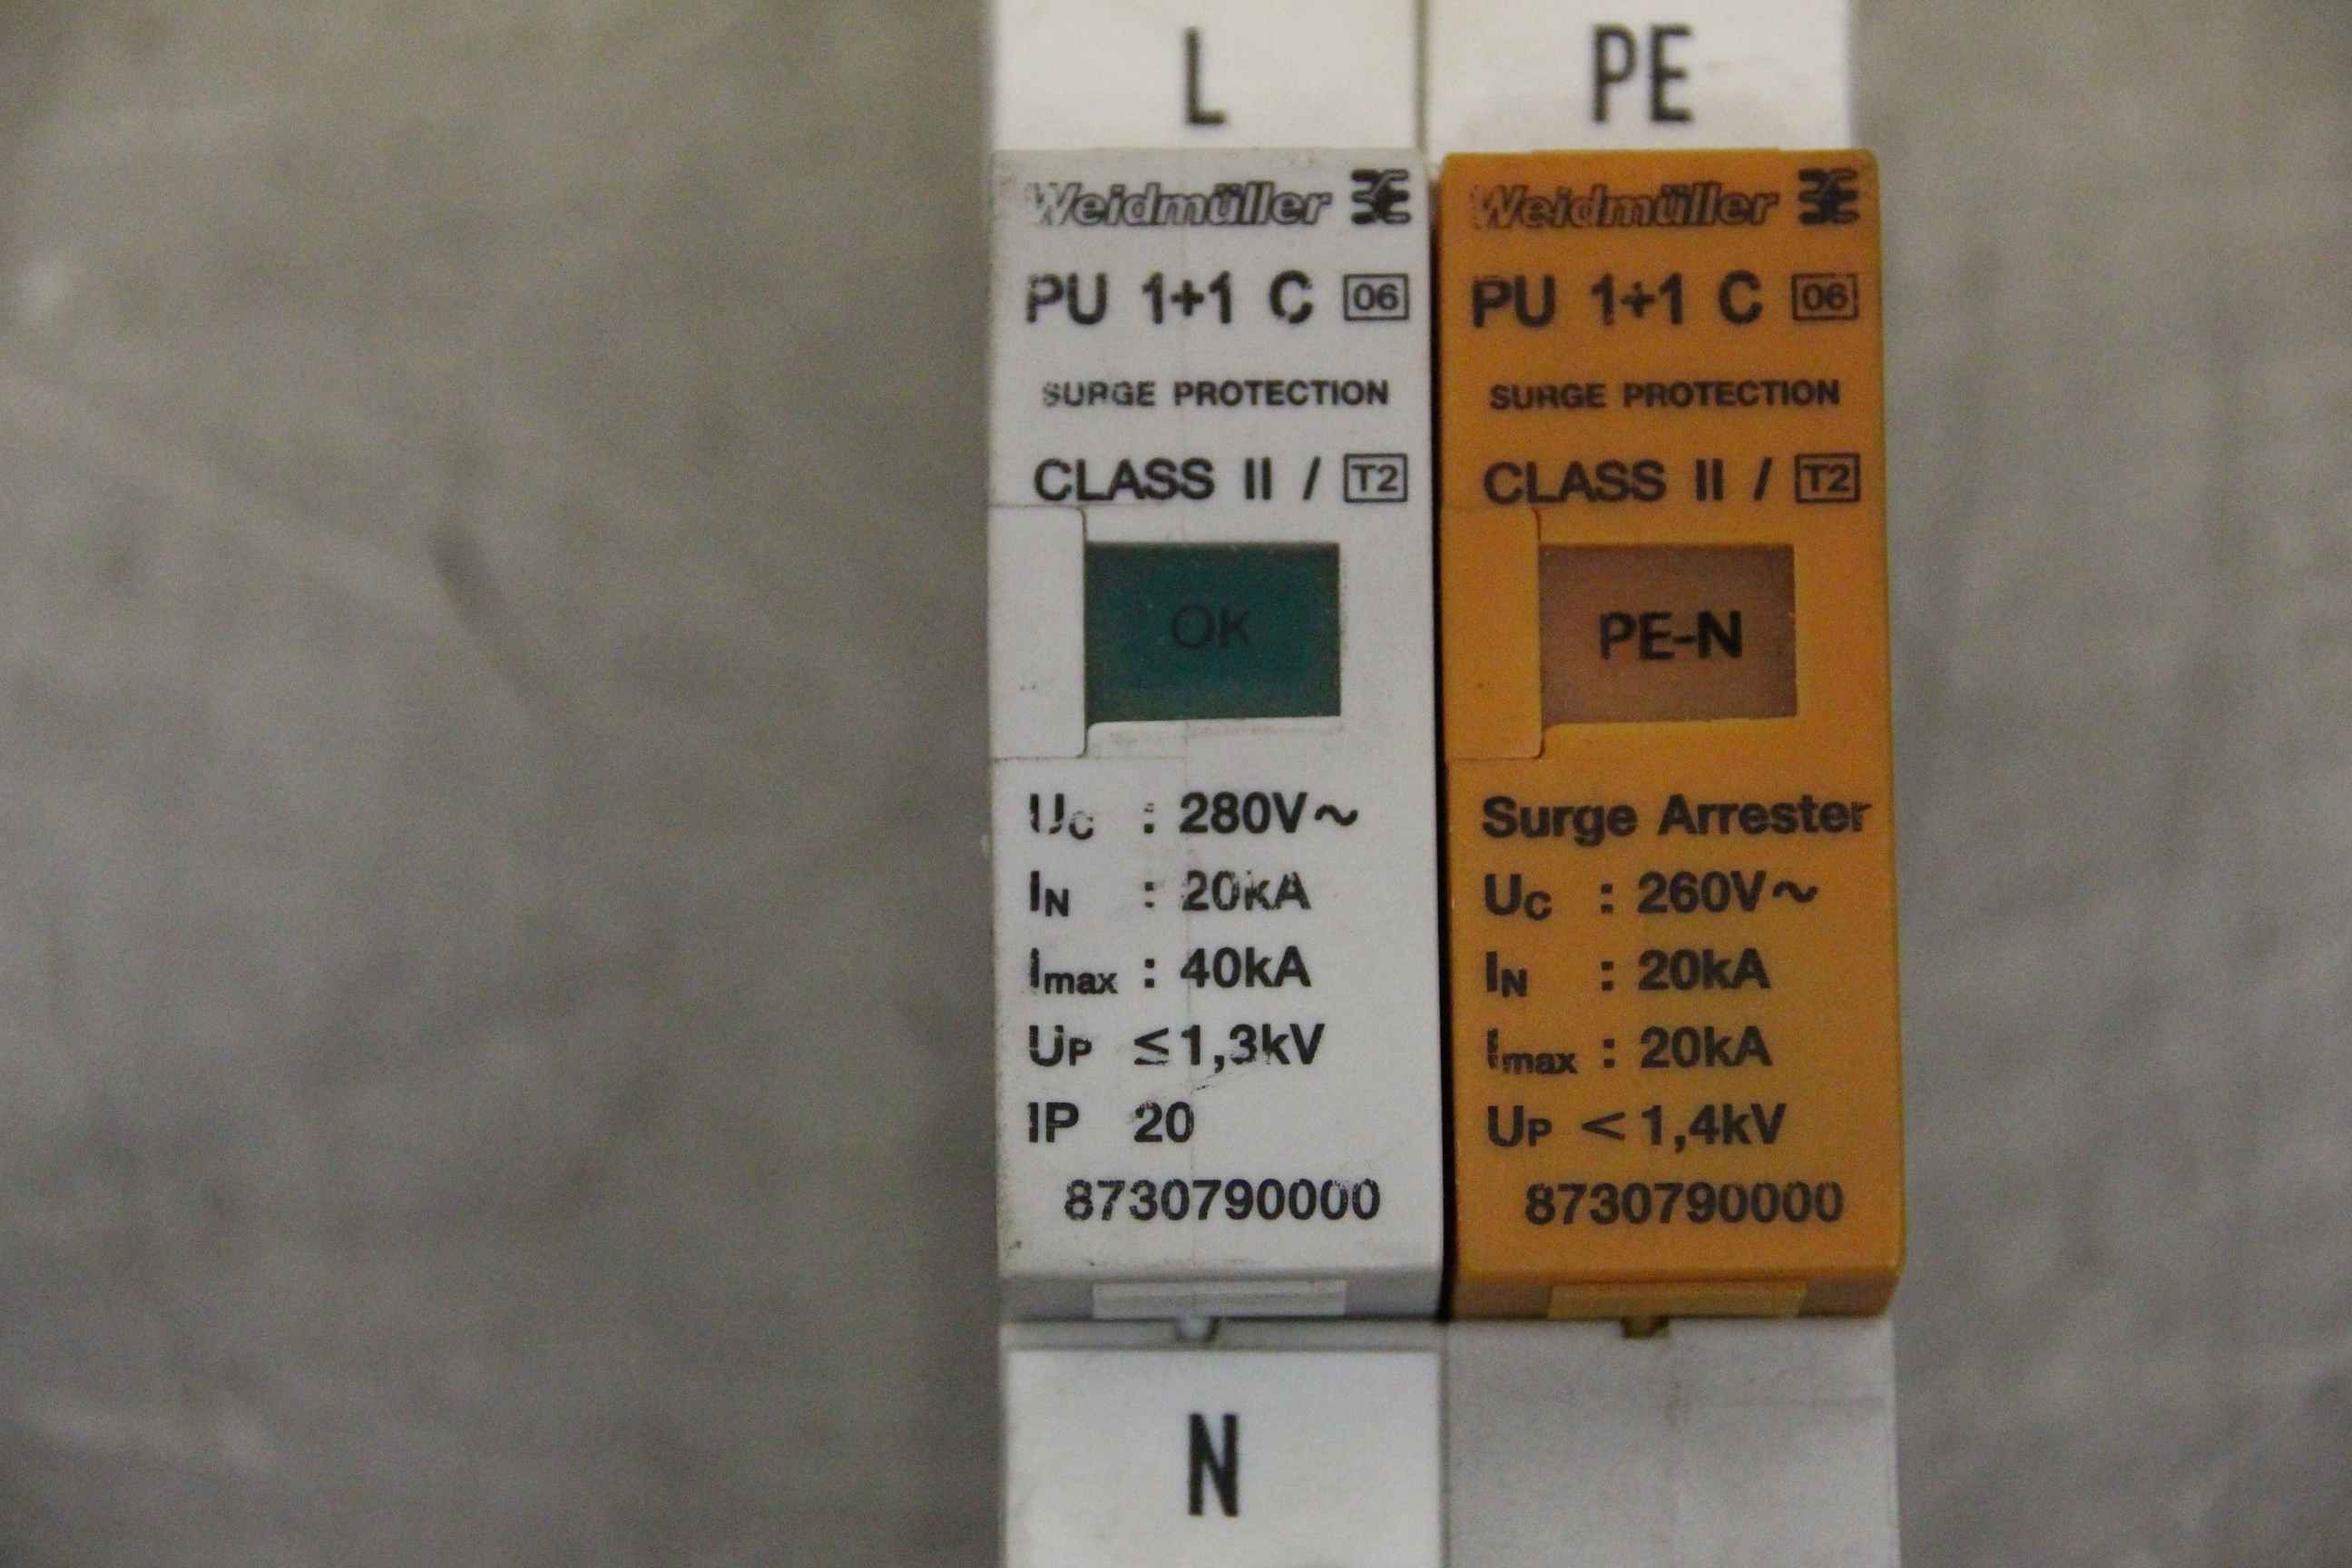 L
Weidmüller
PU 1+1 C 06
SURGE PROTECTION
CLASS II / T2
OK
Uc : 280V~
IN : 20kA
Imax : 40kA
UP ≤1,3kV
IP 20
8730790000
N
PE
Weidmüller
PU 1+1 C 06
SURGE PROTECTION
CLASS II / T2
PE-N
Surge Arrester
Uc : 260V~
IN : 20kA
Imax : 20kA
UP < 1,4kV
8730790000